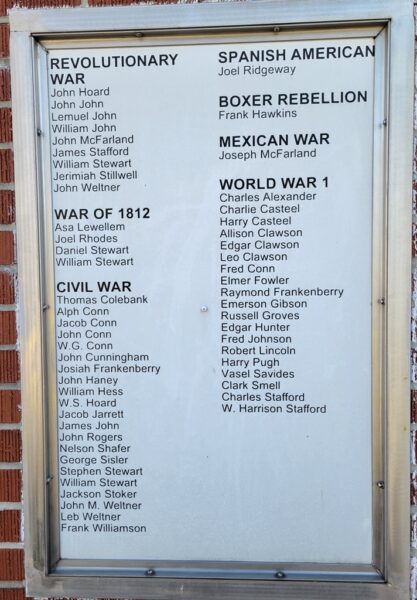 REVOLUTIONARY
WAR
John Hoard
John John
Lemuel John
William John
John McFarland
James Stafford
William Stewart
Jerimiah Stillwell
John Weltner
WAR OF 1812
Asa Lewellem
Joel Rhodes
Daniel Stewart
William Stewart
CIVIL WAR
Thomas Colebank
Alph Conn
Jacob Conn
John Conn
W.G. Conn
John Cunningham
Josiah Frankenberry
John Haney
William Hess
W.S. Hoard
Jacob Jarrett
James John
John Rogers
Nelson Shafer
George Sisler
Stephen Stewart
William Stewart
Jackson Stoker
John M. Weltner
Leb Weltner
Frank Williamson
SPANISH AMERICAN
Joel Ridgeway
BOXER REBELLION
Frank Hawkins
MEXICAN WAR
Joseph McFarland
WORLD WAR 1
Charles Alexander
Charlie Casteel
Harry Casteel
Allison Clawson
Edgar Clawson
Leo Clawson
Fred Conn
Elmer Fowler
Raymond Frankenberry
Emerson Gibson
Russell Groves
Edgar Hunter
Fred Johnson
Robert Lincoln
Harry Pugh
Vasel Savides
Clark Smell
Charles Stafford
W. Harrison Stafford